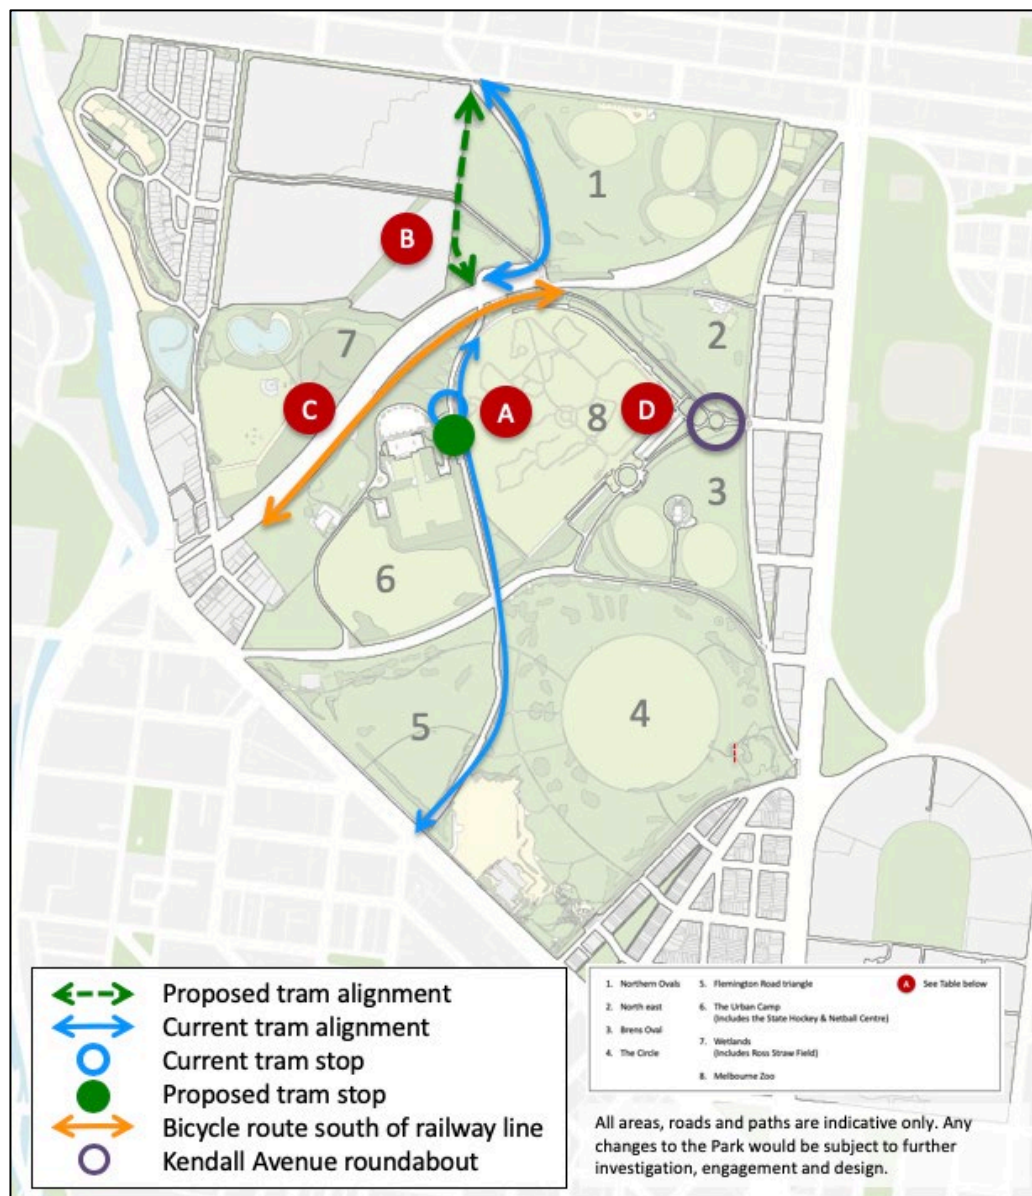 1
B
2
7
C
A
D
8
3
6
5
4
Proposed tram alignment
Current tram alignment
Current tram stop
Proposed tram stop
Bicycle route south of railway line
Kendall Avenue roundabout
1. Northern Ovals
2. North east
3. Brens Oval
4. The Circle
5. Flemington Road triangle
6. The Urban Camp
(Includes the State Hockey & Netball Centre)
7. Wetlands
(Includes Ross Straw Field)
8. Melbourne Zoo
A See Table below
All areas, roads and paths are indicative only. Any
changes to the Park would be subject to further
investigation, engagement and design.